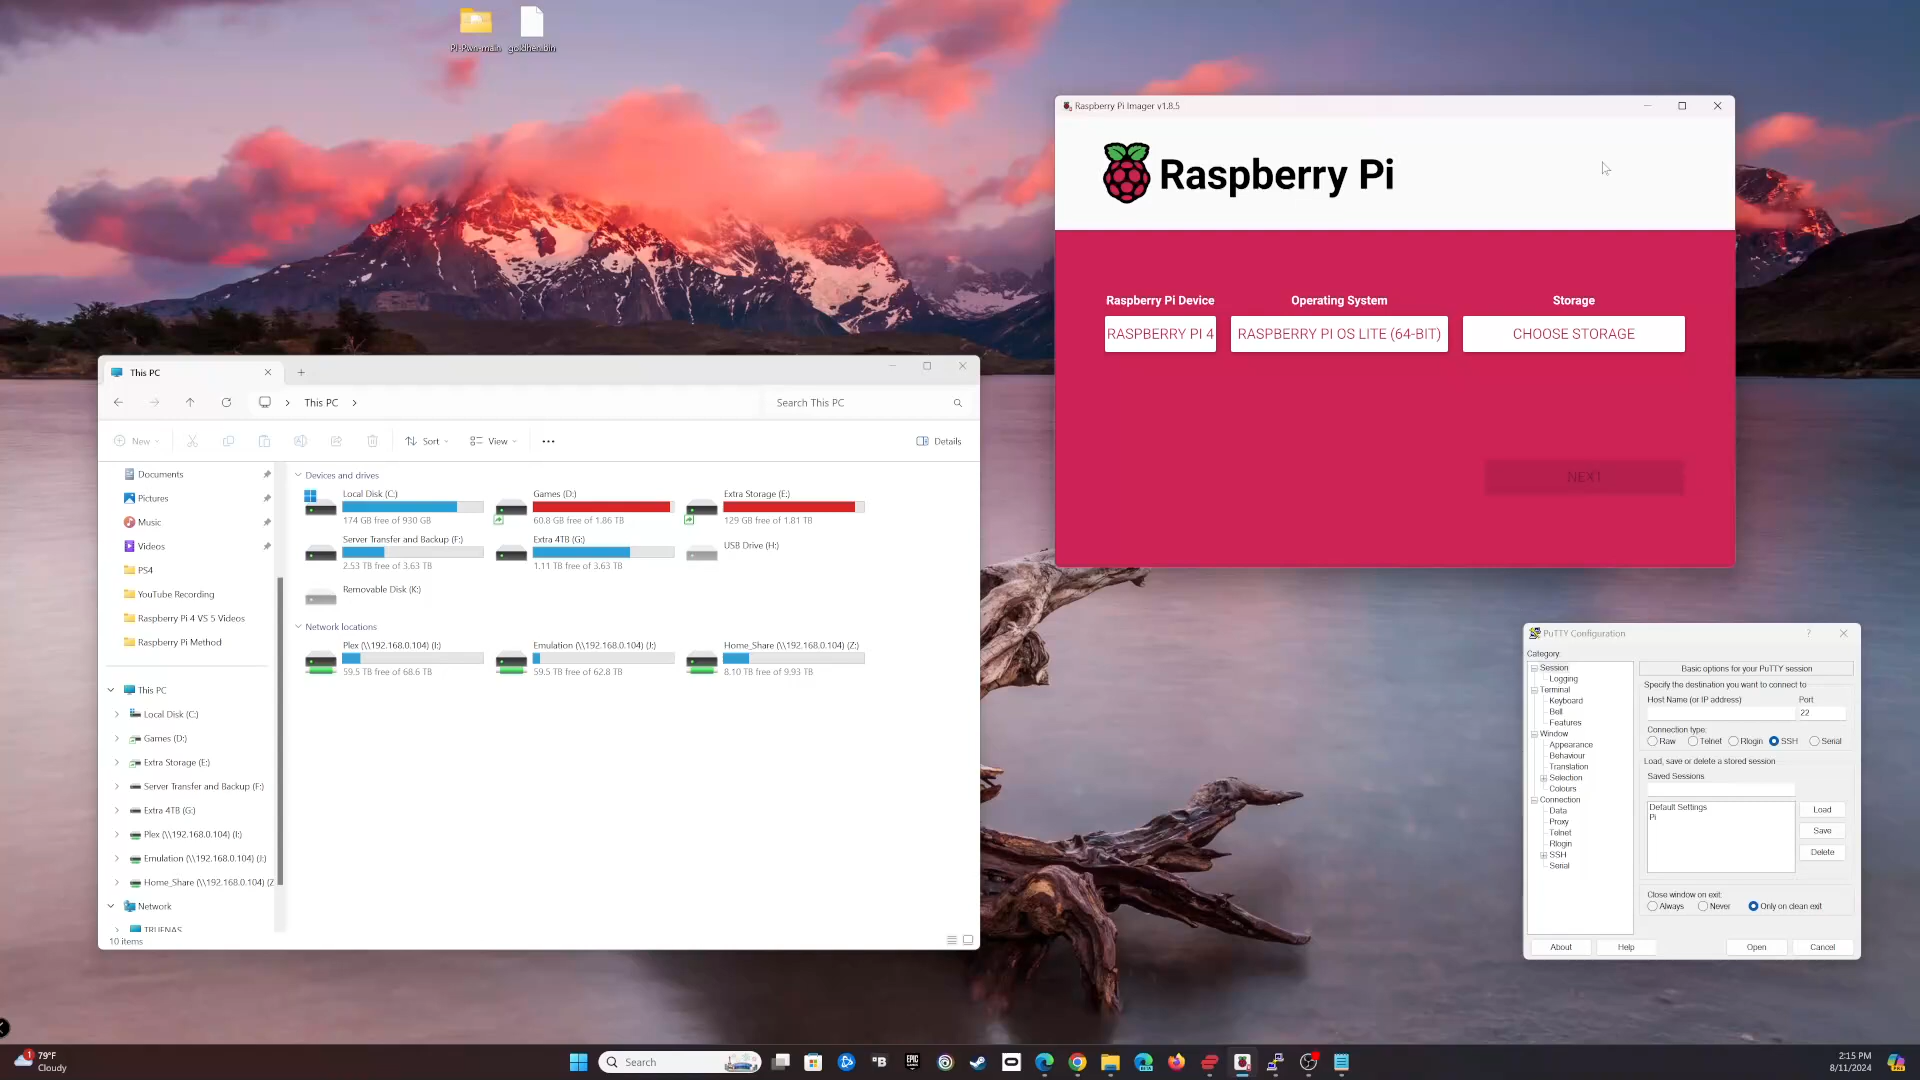 PI-Pwn-main
goldhen.bin
Raspberry Pi Imager v1.8.5
Raspberry Pi
Raspberry Pi Device
Operating System
Storage
RASPBERRY PI 4
RASPBERRY PI OS LITE (64-BIT)
CHOOSE STORAGE
NEXT
This PC
This PC
Search This PC
New
Sort
View
Details
Documents
Pictures
Music
Videos
PS4
YouTube Recording
Raspberry Pi 4 VS 5 Videos
Raspberry Pi Method
This PC
Local Disk (C:)
Games (D:)
Extra Storage (E:)
Server Transfer and Backup (F:)
Extra 4TB (G:)
Plex (\\192.168.0.104) (I:)
Emulation (\\192.168.0.104) (J:)
Home_Share (\\192.168.0.104) (Z
Network
TRUENAS
10 items
Devices and drives
Local Disk (C:)
174 GB free of 930 GB
Games (D:)
60.8 GB free of 1.86 TB
Extra Storage (E:)
129 GB free of 1.81 TB
Server Transfer and Backup (F:)
2.53 TB free of 3.63 TB
Extra 4TB (G:)
1.11 TB free of 3.63 TB
USB Drive (H:)
Removable Disk (K:)
Network locations
Plex (\\192.168.0.104) (I:)
59.5 TB free of 68.6 TB
Emulation (\\192.168.0.104) (J:)
59.5 TB free of 62.8 TB
Home_Share (\\192.168.0.104) (Z:)
8.10 TB free of 9.93 TB
PuTTY Configuration
?
Category:
Session
Logging
Terminal
Keyboard
Bell
Features
Window
Appearance
Behaviour
Translation
Selection
Colours
Connection
Data
Proxy
Telnet
Rlogin
SSH
Serial
Basic options for your PuTTY session
Specify the destination you want to connect to
Host Name (or IP address)
Port
22
Connection type:
Raw
Telnet
Rlogin
SSH
Serial
Load, save or delete a stored session
Saved Sessions
Default Settings
Pi
Load
Save
Delete
Close window on exit:
Always
Never
Only on clean exit
About
Help
Open
Cancel
1
79°F
Cloudy
Search
EPIC
2:15 PM
8/11/2024